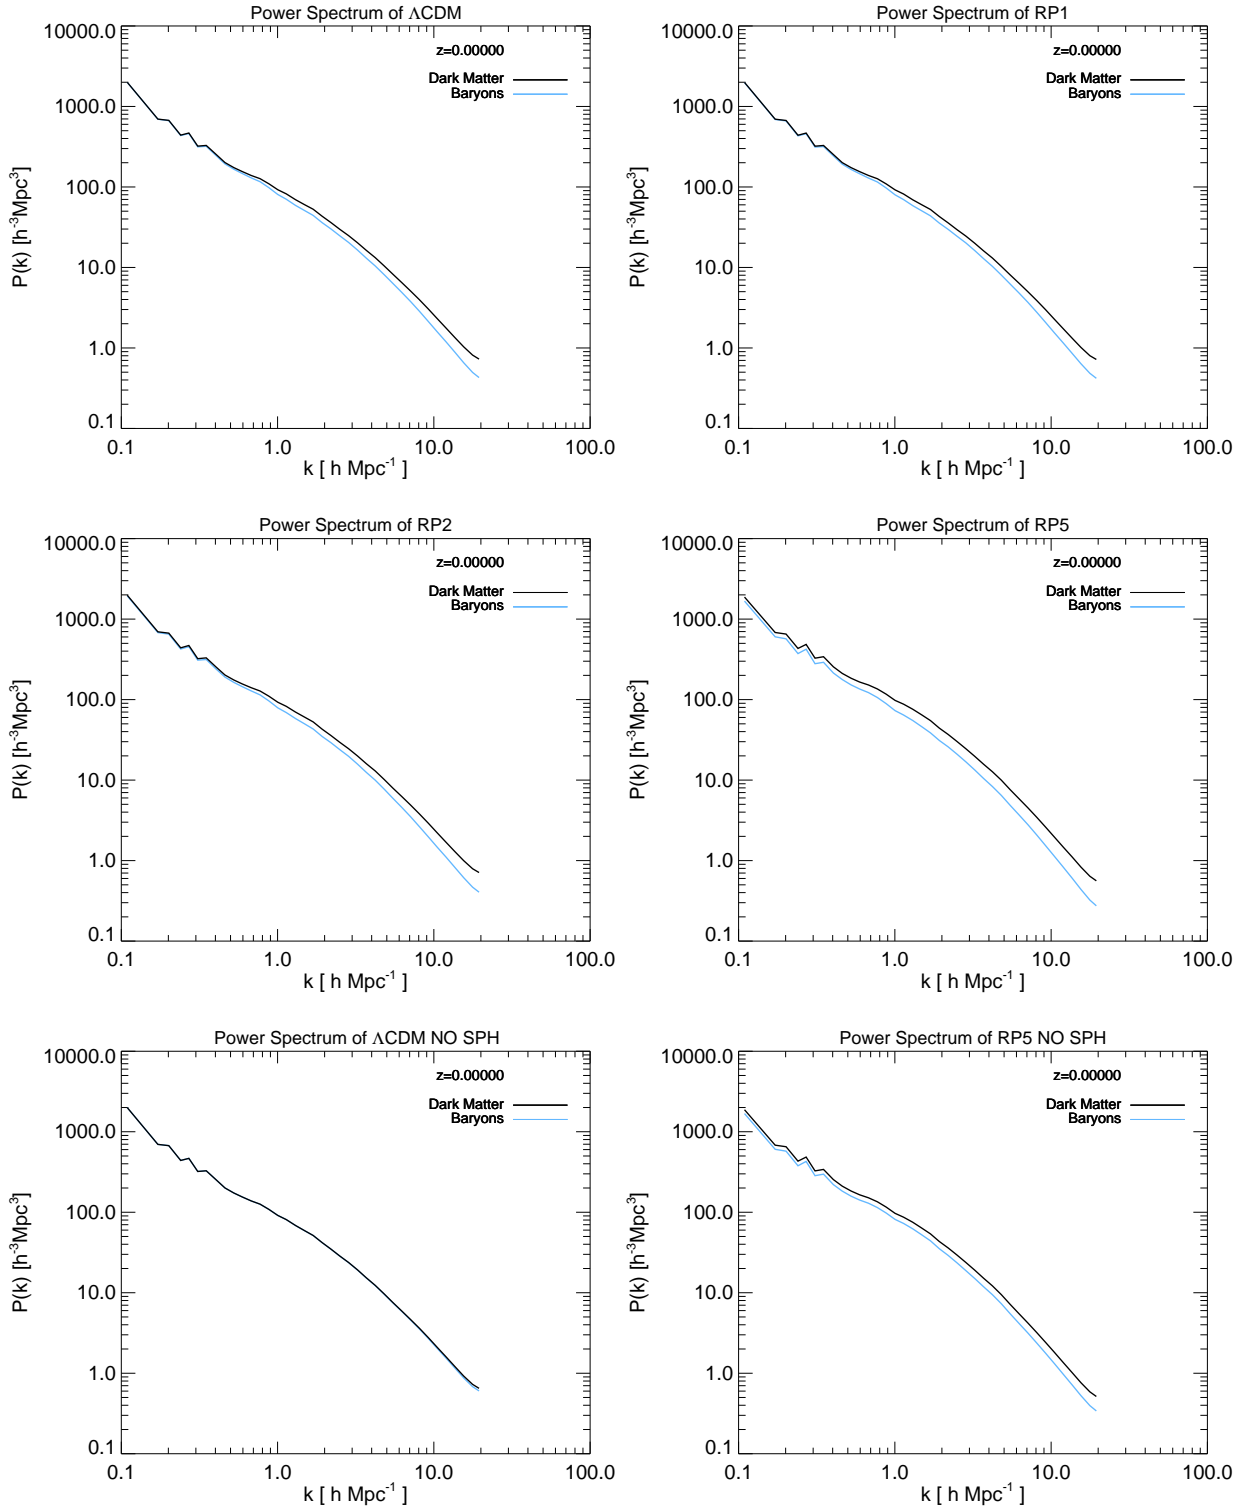 Power Spectrum of ΛCDM
10000.0
1000.0
100.0
10.0
1.0
0.1
P(k) [h⁻³Mpc³]
z=0.00000
Dark Matter
Baryons
0.1 1.0 10.0 100.0
k [ h Mpc⁻¹ ]
Power Spectrum of RP1
10000.0
1000.0
100.0
10.0
1.0
0.1
P(k) [h⁻³Mpc³]
z=0.00000
Dark Matter
Baryons
0.1 1.0 10.0 100.0
k [ h Mpc⁻¹ ]
Power Spectrum of RP2
10000.0
1000.0
100.0
10.0
1.0
0.1
P(k) [h⁻³Mpc³]
z=0.00000
Dark Matter
Baryons
0.1 1.0 10.0 100.0
k [ h Mpc⁻¹ ]
Power Spectrum of RP5
10000.0
1000.0
100.0
10.0
1.0
0.1
P(k) [h⁻³Mpc³]
z=0.00000
Dark Matter
Baryons
0.1 1.0 10.0 100.0
k [ h Mpc⁻¹ ]
Power Spectrum of ΛCDM NO SPH
10000.0
1000.0
100.0
10.0
1.0
0.1
P(k) [h⁻³Mpc³]
z=0.00000
Dark Matter
Baryons
0.1 1.0 10.0 100.0
k [ h Mpc⁻¹ ]
Power Spectrum of RP5 NO SPH
10000.0
1000.0
100.0
10.0
1.0
0.1
P(k) [h⁻³Mpc³]
z=0.00000
Dark Matter
Baryons
0.1 1.0 10.0 100.0
k [ h Mpc⁻¹ ]